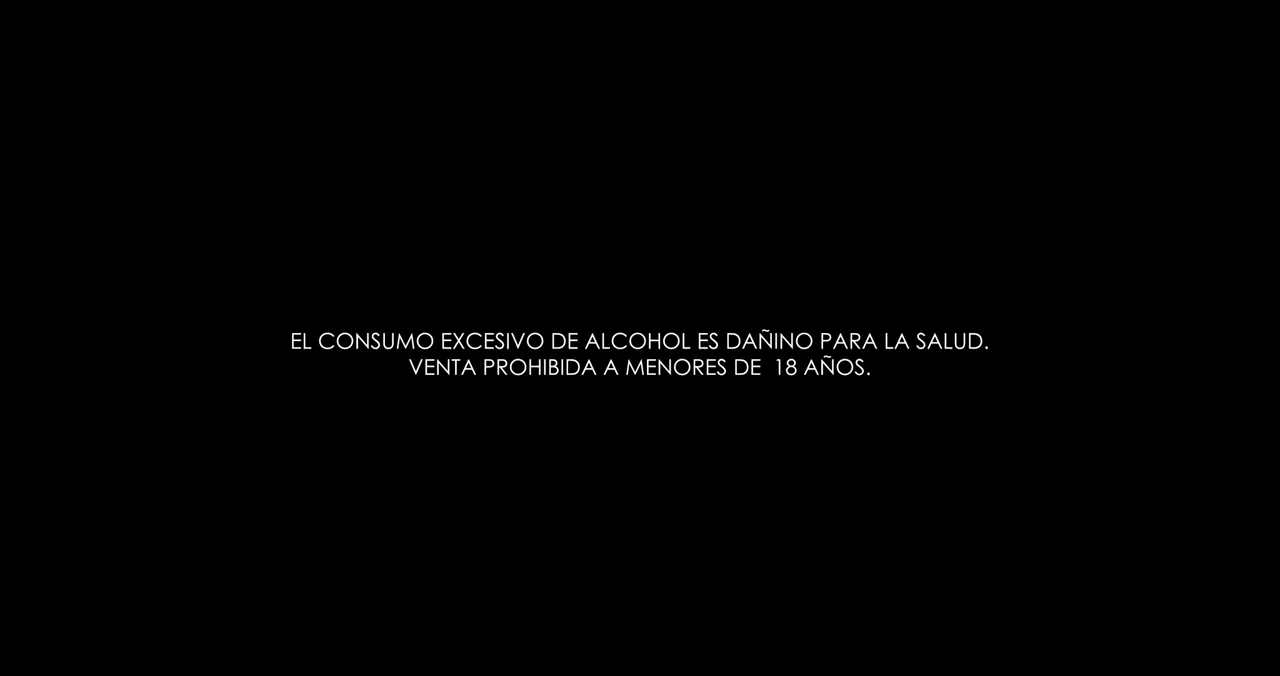 EL CONSUMO EXCESIVO DE ALCOHOL ES DAÑINO PARA LA SALUD.
VENTA PROHIBIDA A MENORES DE  18 AÑOS.